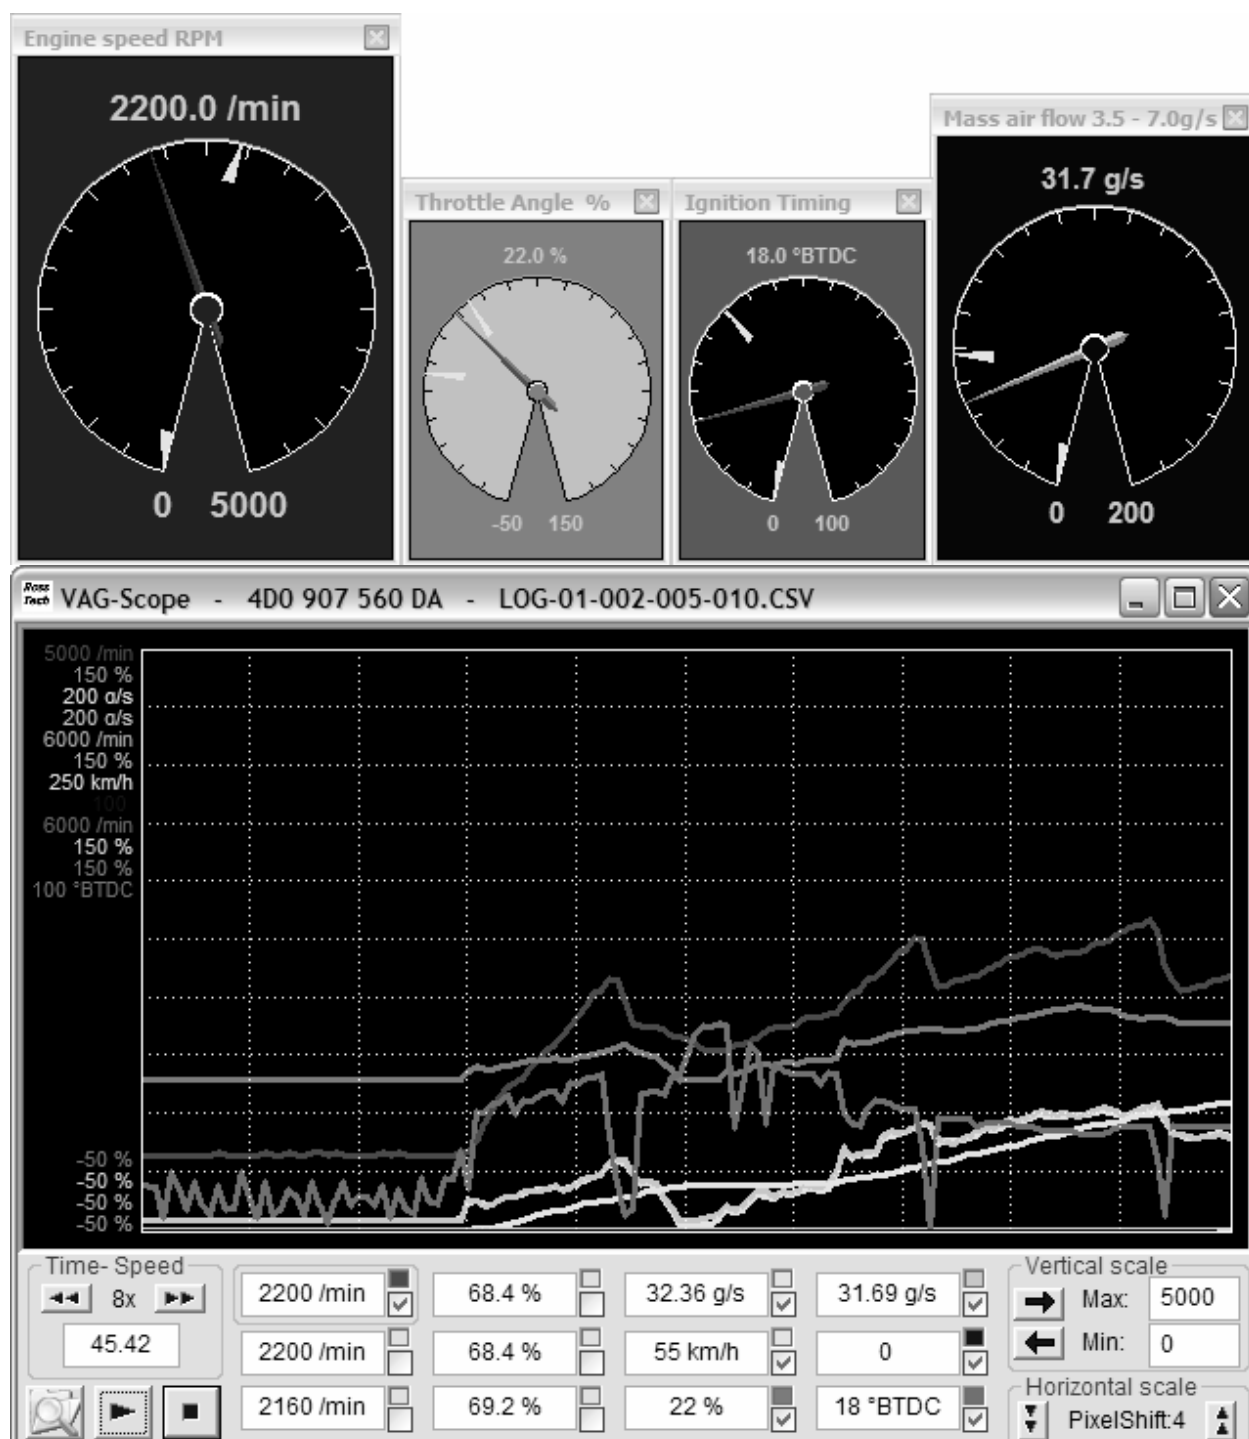 Engine speed RPM
2200.0 /min
0 5000
Throttle Angle %
22.0 %
-50 150
Ignition Timing
18.0 °BTDC
0 100
Mass air flow 3.5 - 7.0g/s
31.7 g/s
0 200
Ross Tech VAG-Scope - 4D0 907 560 DA - LOG-01-002-005-010.CSV
5000 /min
150 %
200 g/s
200 g/s
6000 /min
150 %
250 km/h
100
6000 /min
150 %
150 %
100 °BTDC
-50 %
-50 %
-50 %
-50 %
Time- Speed
8x
45.42
2200 /min 68.4 % 32.36 g/s 31.69 g/s
2200 /min 68.4 % 55 km/h 0
2160 /min 69.2 % 22 % 18 °BTDC
Vertical scale
Max: 5000
Min: 0
Horizontal scale
PixelShift:4